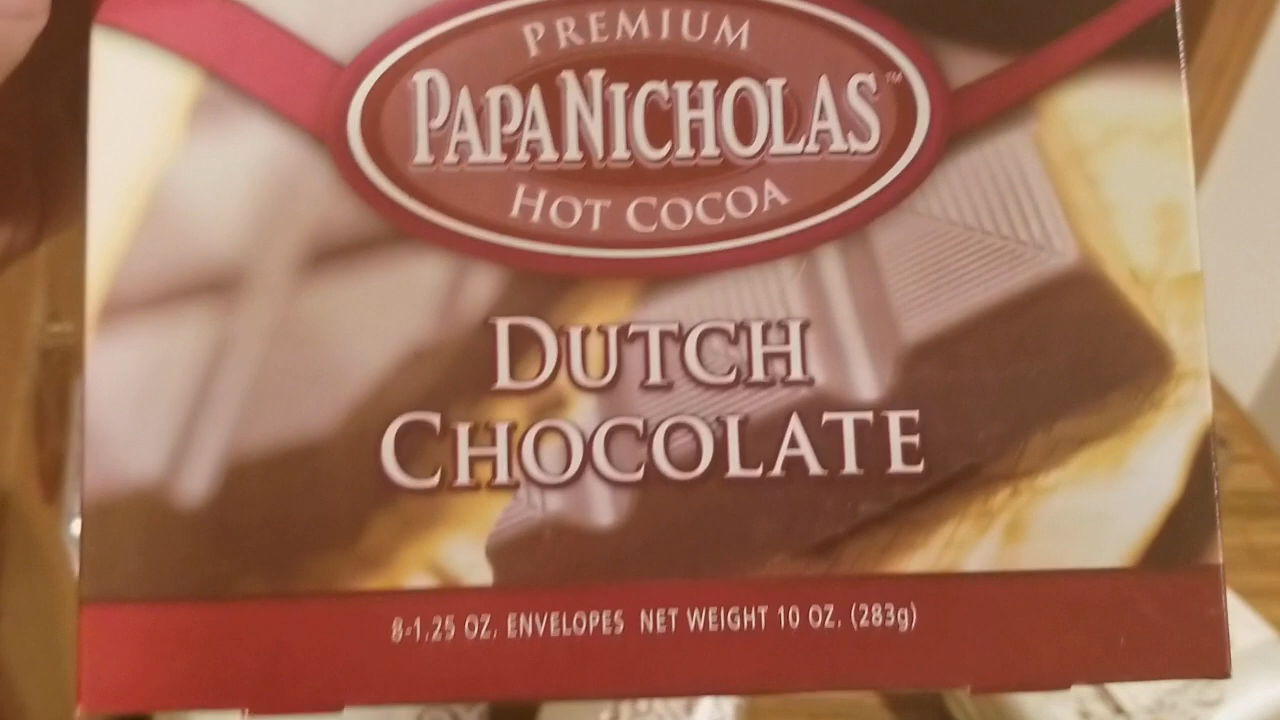 PREMIUM
PAPANICHOLAS™
HOT COCOA
DUTCH
CHOCOLATE
8-1.25 OZ. ENVELOPES NET WEIGHT 10 OZ. (283g)